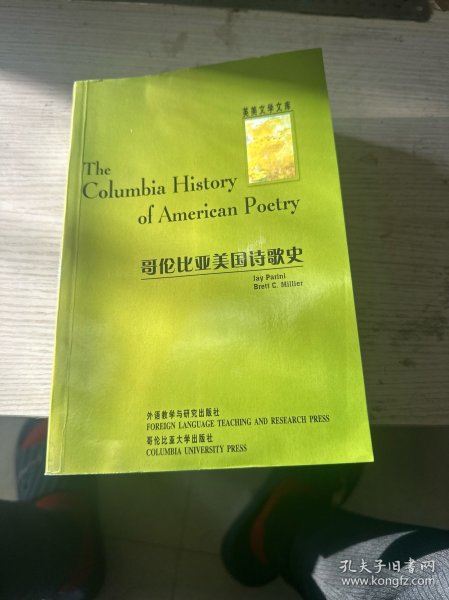 英美文学文库
The
Columbia History
of American Poetry
哥伦比亚美国诗歌史
Jay Parini
Brett C. Millier
外语教学与研究出版社
FOREIGN LANGUAGE TEACHING AND RESEARCH PRESS
哥伦比亚大学出版社
COLUMBIA UNIVERSITY PRESS
孔夫子旧书网
www.kongfz.com